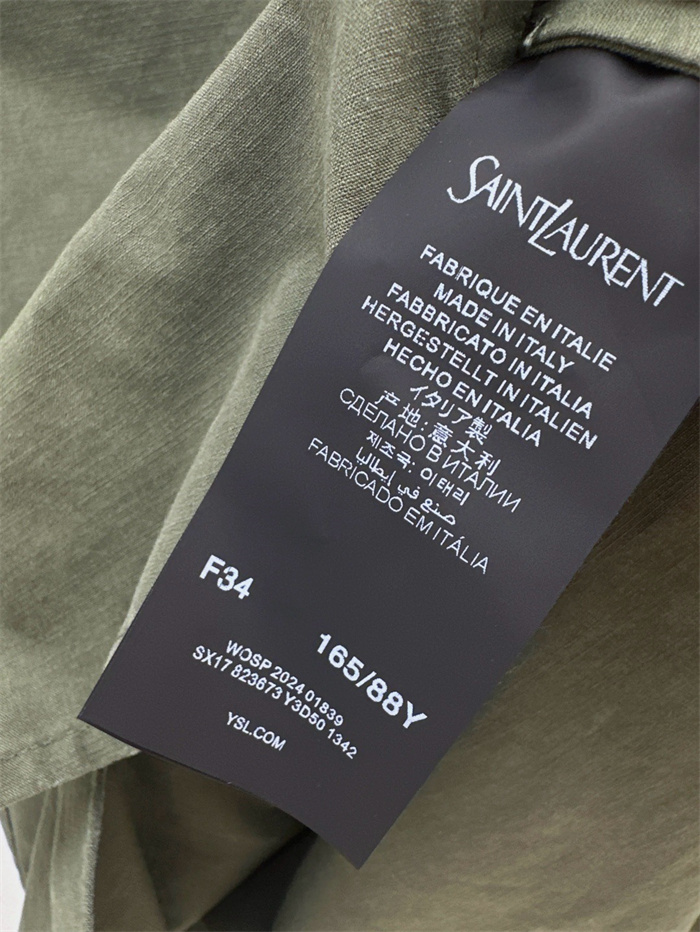 SAINT LAURENT
FABRIQUE EN ITALIE
MADE IN ITALY
FABBRICATO IN ITALIA
HERGESTELLT IN ITALIEN
HECHO EN ITALIA
イタリア製
产地: 意大利
СДЕЛАНО В ИТАЛИИ
제조국: 이태리
صنع في إيطاليا
FABRICADO EM ITÁLIA
F34
165/88Y
WOSP 2024 01839
SX17 823673 Y3D50 1342
YSL.COM